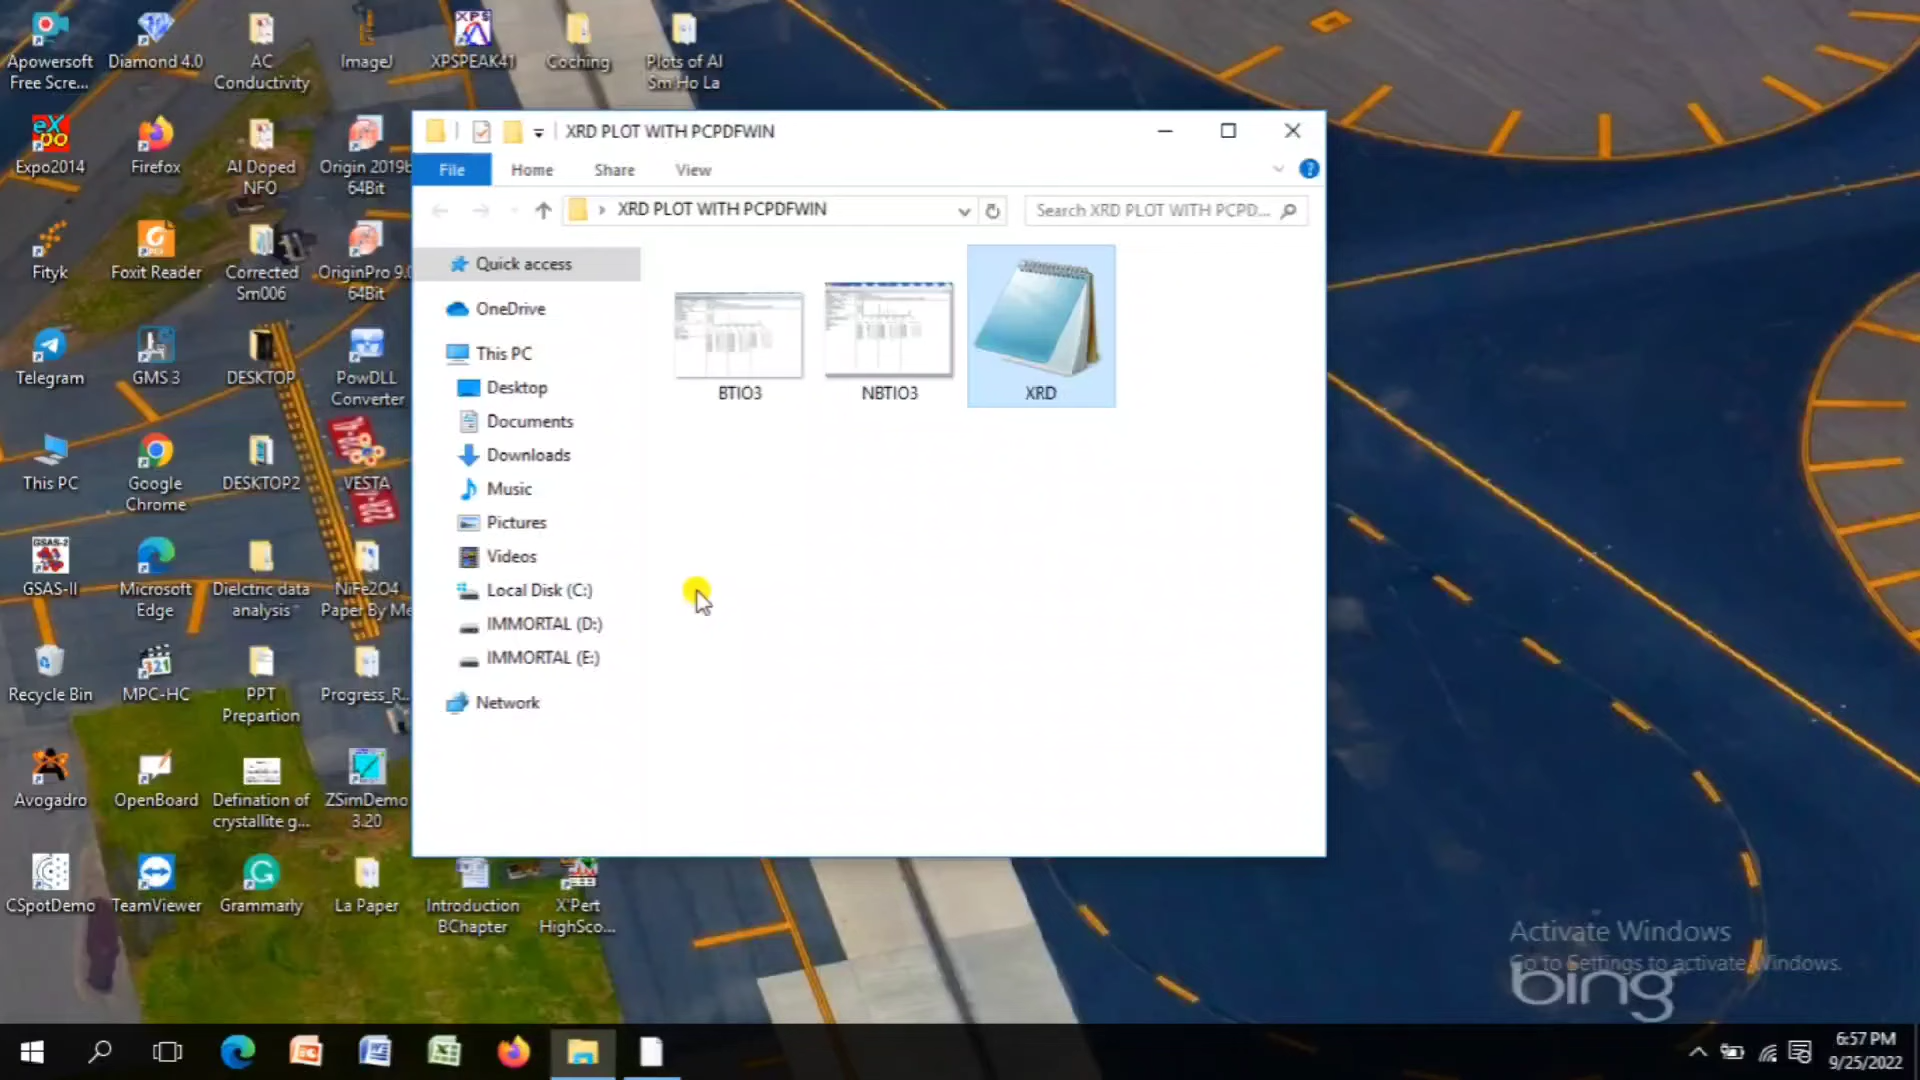 Apowersoft
Free Scre...
Diamond 4.0
AC
Conductivity
ImageJ
XPS
XPSPEAK41
Coching
Plots of Al
Sm Ho La
eXpo
Expo2014
Firefox
Al Doped
NFO
Origin 2019b
64Bit
Fityk
Foxit Reader
Corrected
Sm006
OriginPro 9.0
64Bit
Telegram
GMS 3
DESKTOP
PowDLL
Converter
This PC
Google
Chrome
DESKTOP2
VESTA
GSAS-2
GSAS-II
Microsoft
Edge
Dielctric data
analysis
NiFe2O4
Paper By Me
Recycle Bin
321
MPC-HC
PPT
Prepartion
Progress_R...
Avogadro
OpenBoard
Defination of
crystallite g...
ZSimDemo
3.20
CSpotDemo
TeamViewer
Grammarly
La Paper
Introduction
BChapter
X'Pert
HighSco...
XRD PLOT WITH PCPDFWIN
File
Home
Share
View
XRD PLOT WITH PCPDFWIN
Search XRD PLOT WITH PCPD...
Quick access
OneDrive
This PC
Desktop
Documents
Downloads
Music
Pictures
Videos
Local Disk (C:)
IMMORTAL (D:)
IMMORTAL (E:)
Network
BTIO3
NBTIO3
XRD
Activate Windows
Go to Settings to activate Windows.
bing
6:57 PM
9/25/2022